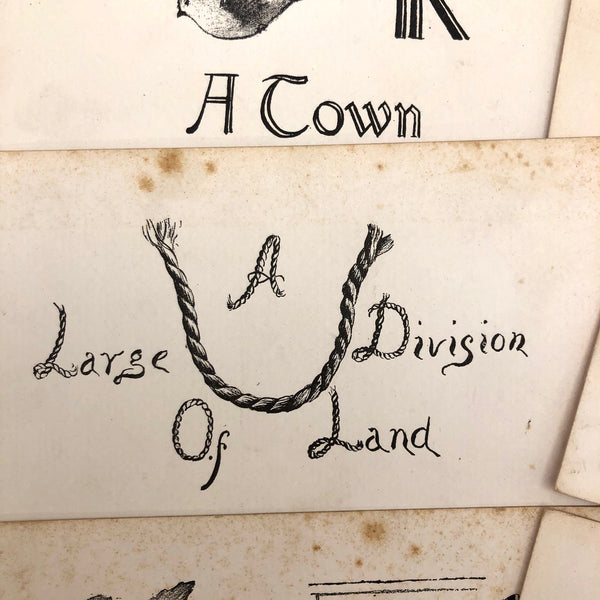 R
A Town
A
Large Division
Of Land